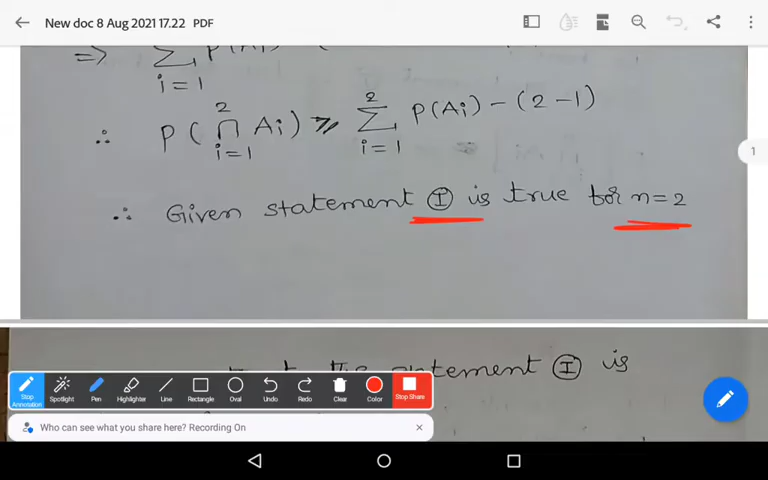 New doc 8 Aug 2021 17.22 PDF
=> ∑ i=1
∴ P ( ∩ i=1 2 Ai ) ≥ ∑ i=1 2 P(Ai) - (2-1)
1
∴ Given statement Ⓘ is true for n=2
statement Ⓘ is
Stop Annotation Spotlight Pen Highlighter Line Rectangle Oval Undo Redo Clear Color Stop Share
Who can see what you share here? Recording On